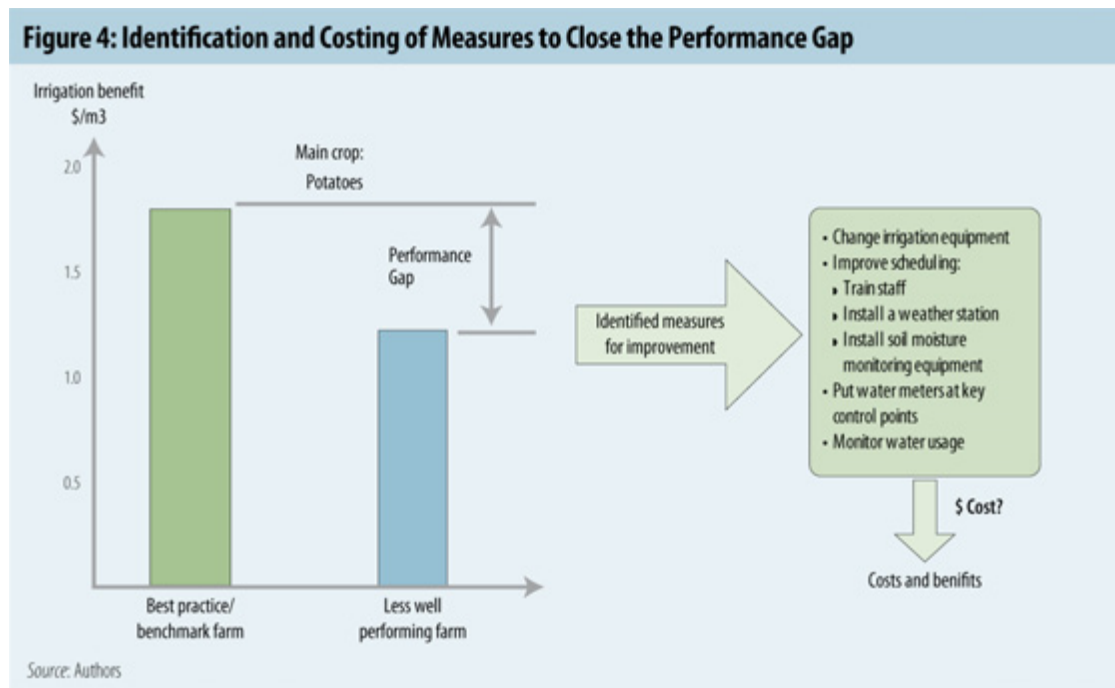 Figure 4: Identification and Costing of Measures to Close the Performance Gap
Irrigation benefit
$/m3
2.0
1.5
1.0
0.5
Main crop:
Potatoes
Performance
Gap
Best practice/
benchmark farm
Less well
performing farm
Identified measures
for improvement
• Change irrigation equipment
• Improve scheduling:
Train staff
Install a weather station
Install soil moisture
monitoring equipment
• Put water meters at key
control points
• Monitor water usage
$ Cost?
Costs and benifits
Source: Authors